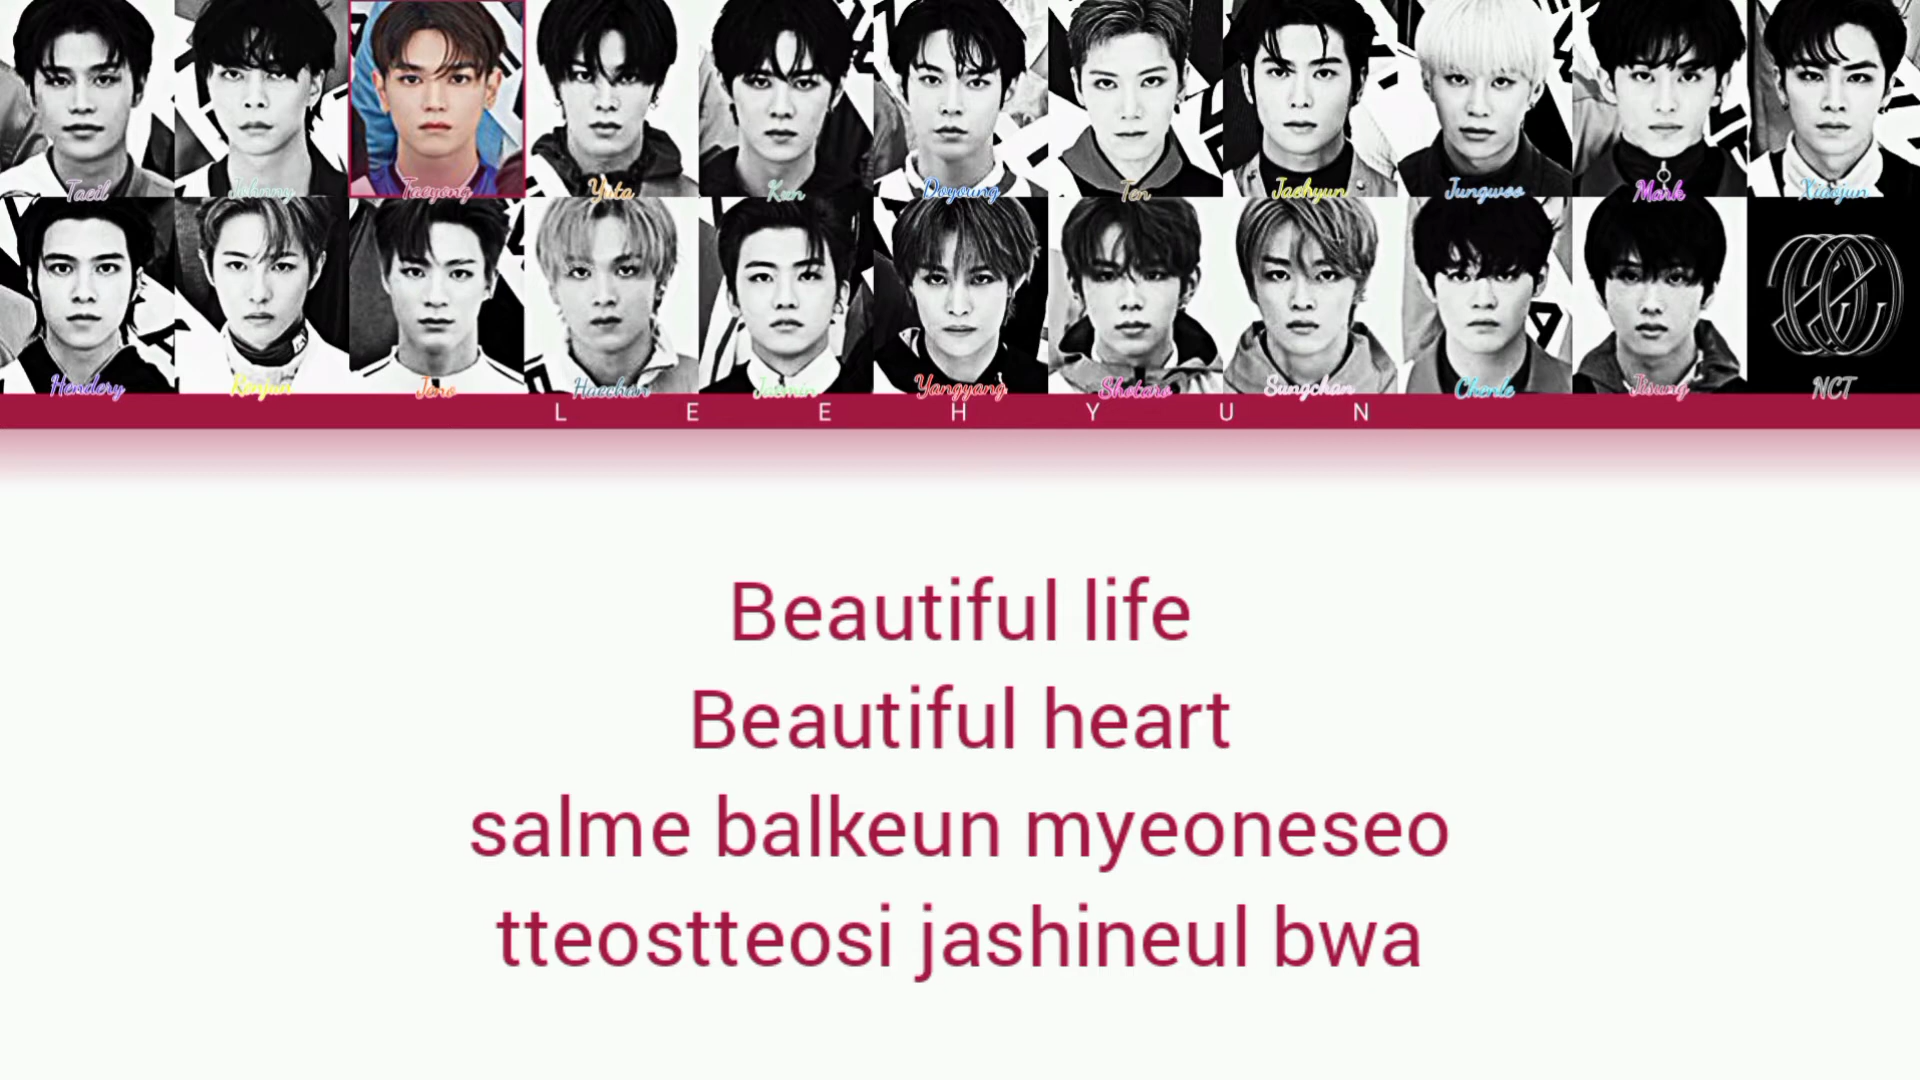 Taeil Johnny Taeyong Yuta Kun Doyoung Ten Jaehyun Jungwoo Mark Xiaojun
Hendery Renjun Jeno Haechan Jaemin Yangyang Shotaro Sungchan Chenle Jisung NCT
LEEHYUN
Beautiful life
Beautiful heart
salme balkeun myeoneseo
tteostteosi jashineul bwa